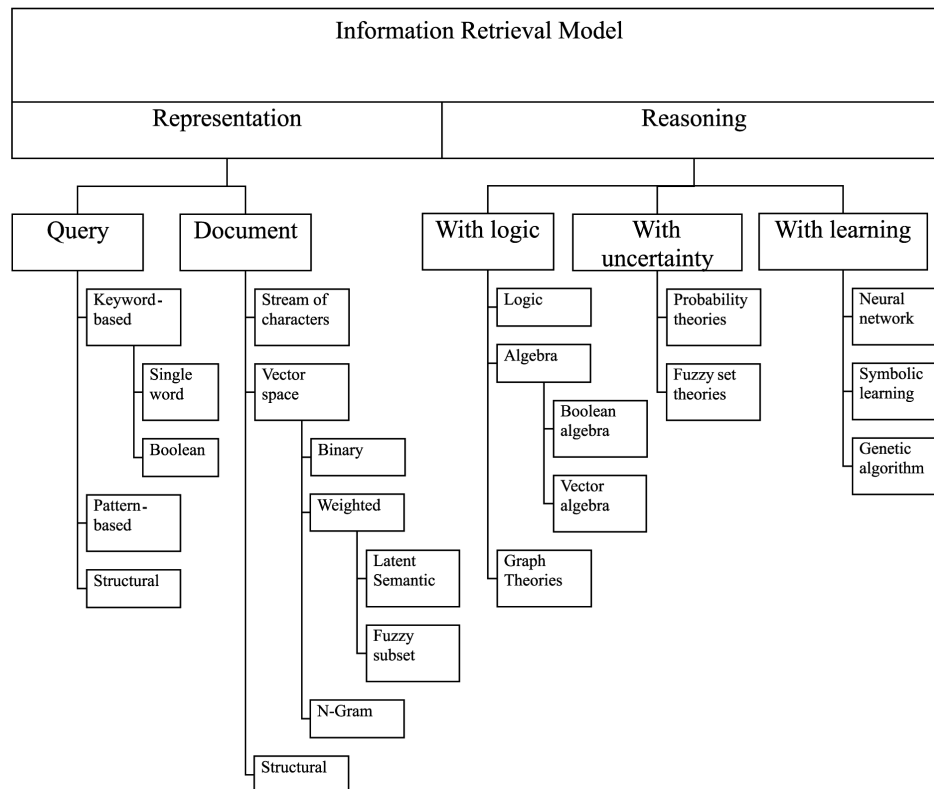 Information Retrieval Model
Representation
Reasoning
Query
Keyword-
based
Single
word
Boolean
Pattern-
based
Structural
Document
Stream of
characters
Vector
space
Binary
Weighted
Latent
Semantic
Fuzzy
subset
N-Gram
Structural
With logic
Logic
Algebra
Boolean
algebra
Vector
algebra
Graph
Theories
With
uncertainty
Probability
theories
Fuzzy set
theories
With learning
Neural
network
Symbolic
learning
Genetic
algorithm